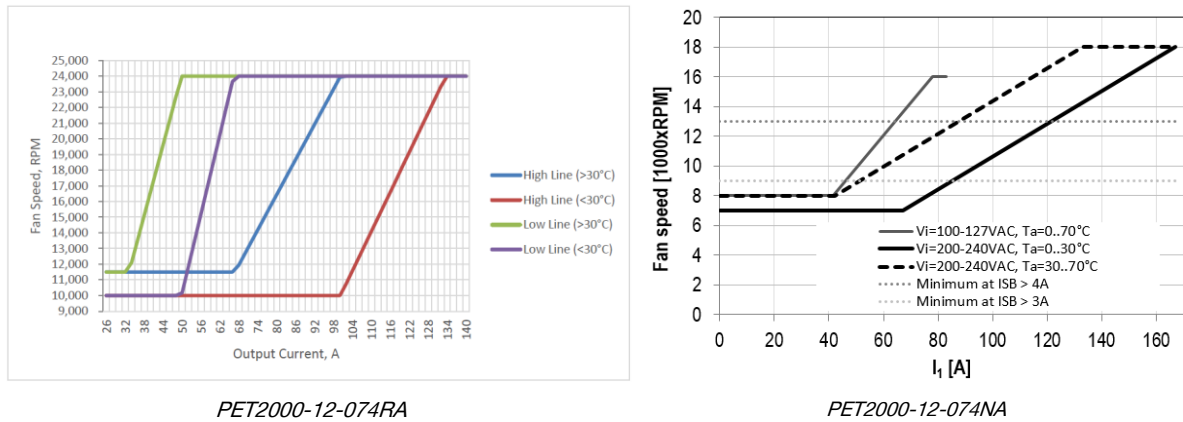 25,000
24,000
23,000
22,000
21,000
20,000
19,000
18,000
17,000
16,000
15,000
14,000
13,000
12,000
11,000
10,000
9,000
Fan Speed, RPM
26 32 38 44 50 56 62 68 74 80 86 92 98 104 110 116 122 128 134 140
Output Current, A
High Line (>30°C)
High Line (<30°C)
Low Line (>30°C)
Low Line (<30°C)
PET2000-12-074RA
20
18
16
14
12
10
8
6
4
2
0
Fan speed [1000xRPM]
Vi=100-127VAC, Ta=0..70°C
Vi=200-240VAC, Ta=0..30°C
Vi=200-240VAC, Ta=30..70°C
Minimum at ISB > 4A
Minimum at ISB > 3A
0 20 40 60 80 100 120 140 160
I1 [A]
PET2000-12-074NA